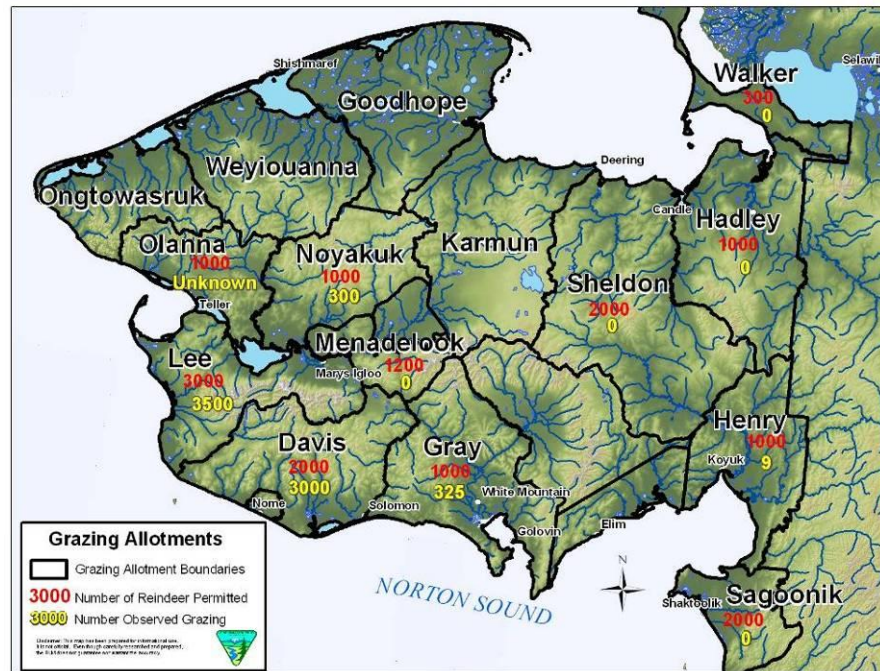 Shishmaref
Selawik
Walker
300
0
Goodhope
Weyiouanna
Deering
Ongtowasruk
Candle
Hadley
1000
0
Olanna
1000
Unknown
Noyakuk
1000
300
Karmun
Sheldon
2000
0
Teller
Menadelook
1200
0
Lee
3000
3500
Marys Igloo
Henry
1000
9
Davis
2000
3000
Gray
1000
325
Koyuk
White Mountain
Nome
Solomon
Golovin
Elim
Grazing Allotments
Grazing Allotment Boundaries
3000 Number of Reindeer Permitted
3000 Number Observed Grazing
NORTON SOUND
N
Shaktoolik
Sagoonik
2000
0